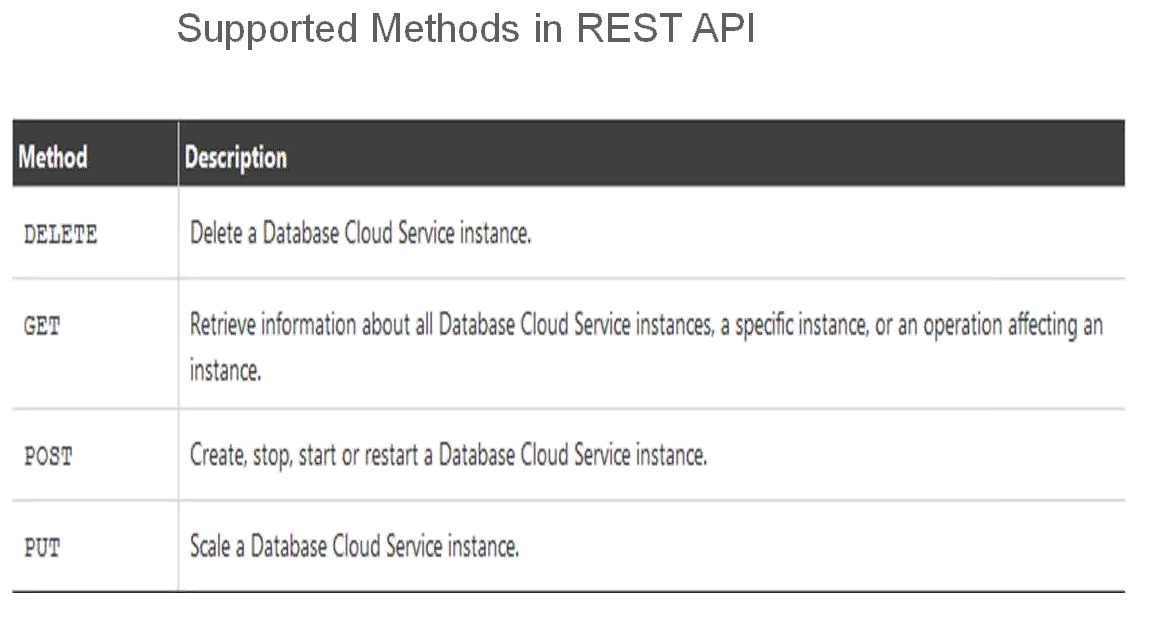 Supported Methods in REST API
Method Description
DELETE Delete a Database Cloud Service instance.
GET Retrieve information about all Database Cloud Service instances, a specific instance, or an operation affecting an
instance.
POST Create, stop, start or restart a Database Cloud Service instance.
PUT Scale a Database Cloud Service instance.